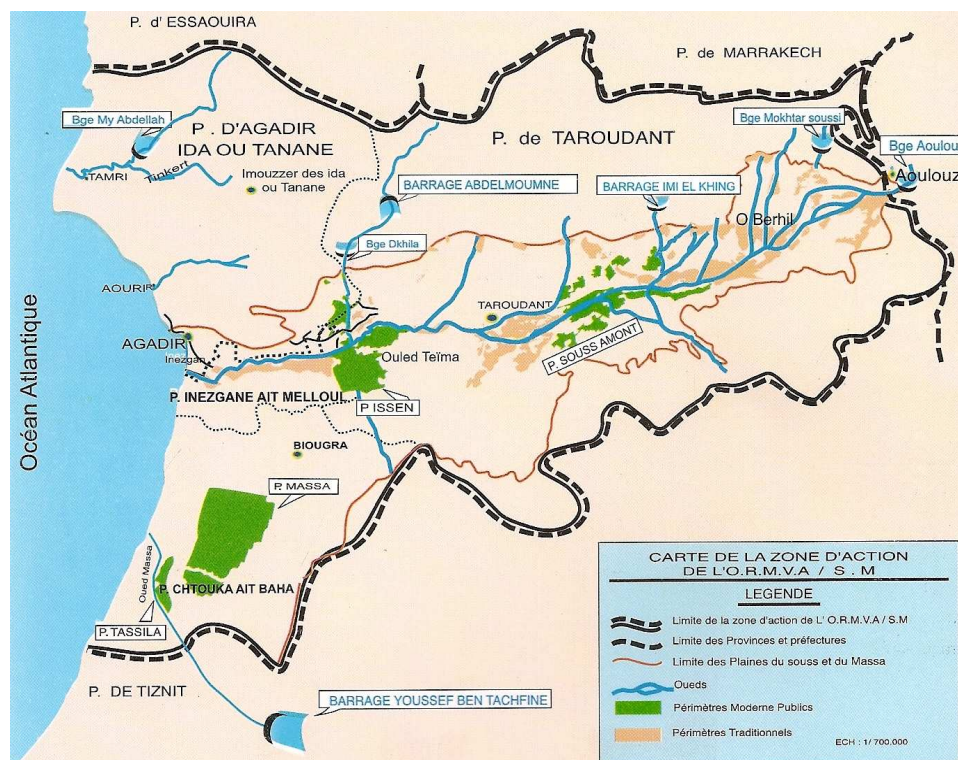 P. d' ESSAOUIRA
P. de MARRAKECH
Bge My Abdellah
P . D'AGADIR
IDA OU TANANE
P. de TAROUDANT
Bge Mokhtar soussi
Bge Aoulou
Aoulouz
TAMRI
Tinkert
Imouzzer des ida
ou Tanane
BARRAGE ABDELMOUMNE
BARRAGE IMI EL KHING
O Berhil
Bge Dkhila
AOURIR
TAROUDANT
AGADIR
Inezgan
Ouled Teïma
P. SOUSS AMONT
P. INEZGANE AIT MELLOUL
P ISSEN
Océan Atlantique
BIOUGRA
P. MASSA
Oued Massa
P. CHTOUKA AIT BAHA
P. TASSILA
P. DE TIZNIT
BARRAGE YOUSSEF BEN TACHFINE
CARTE DE LA ZONE D'ACTION
DE L'O.R.M.V.A / S . M
LEGENDE
Limite de la zone d'action de L' O.R.M.V.A / S.M
Limite des Provinces et préfectures
Limite des Plaines du souss et du Massa
Oueds
Périmètres Moderne Publics
Périmètres Traditionnels
ECH : 1/ 700.000